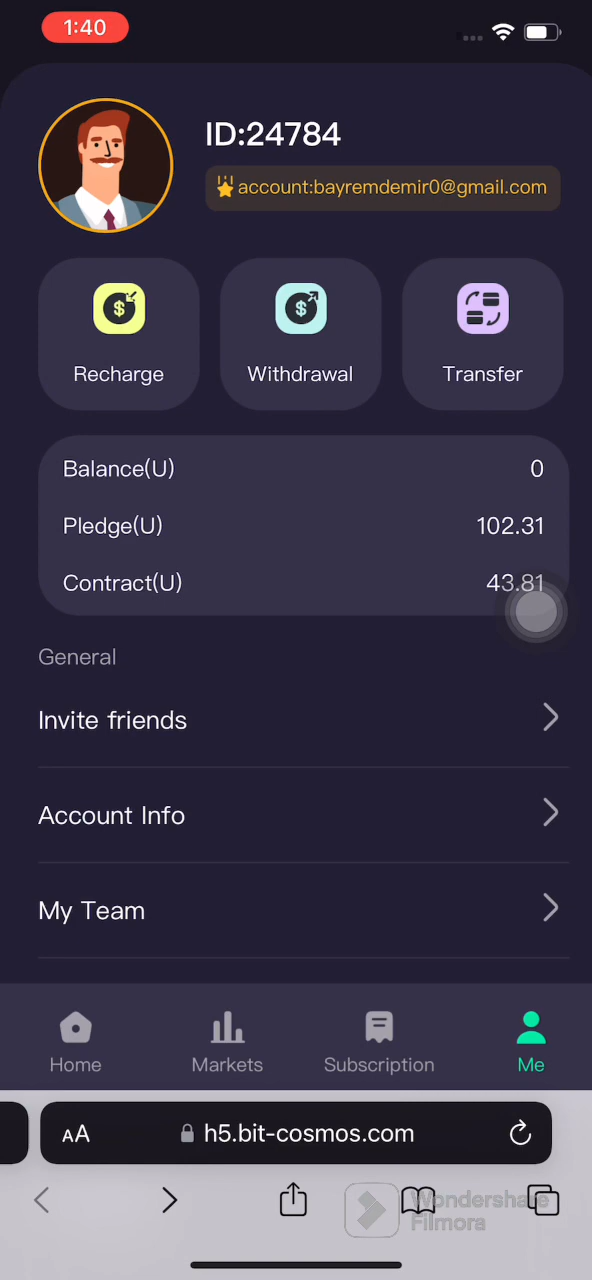 1:40
ID:24784
account:bayremdemir0@gmail.com
Recharge
Withdrawal
Transfer
Balance(U) 0
Pledge(U) 102.31
Contract(U) 43.81
General
Invite friends
Account Info
My Team
Home
Markets
Subscription
Me
AA h5.bit-cosmos.com
Wondershare
Filmora